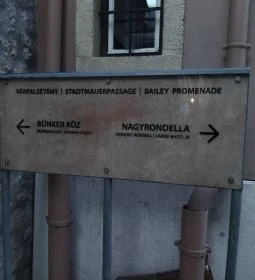 VÁRFALSÉTÁNY | STADTMAUERPASSAGE | BAILEY PROMENADE
BÜNKER KÖZ
NAGYRONDELLA